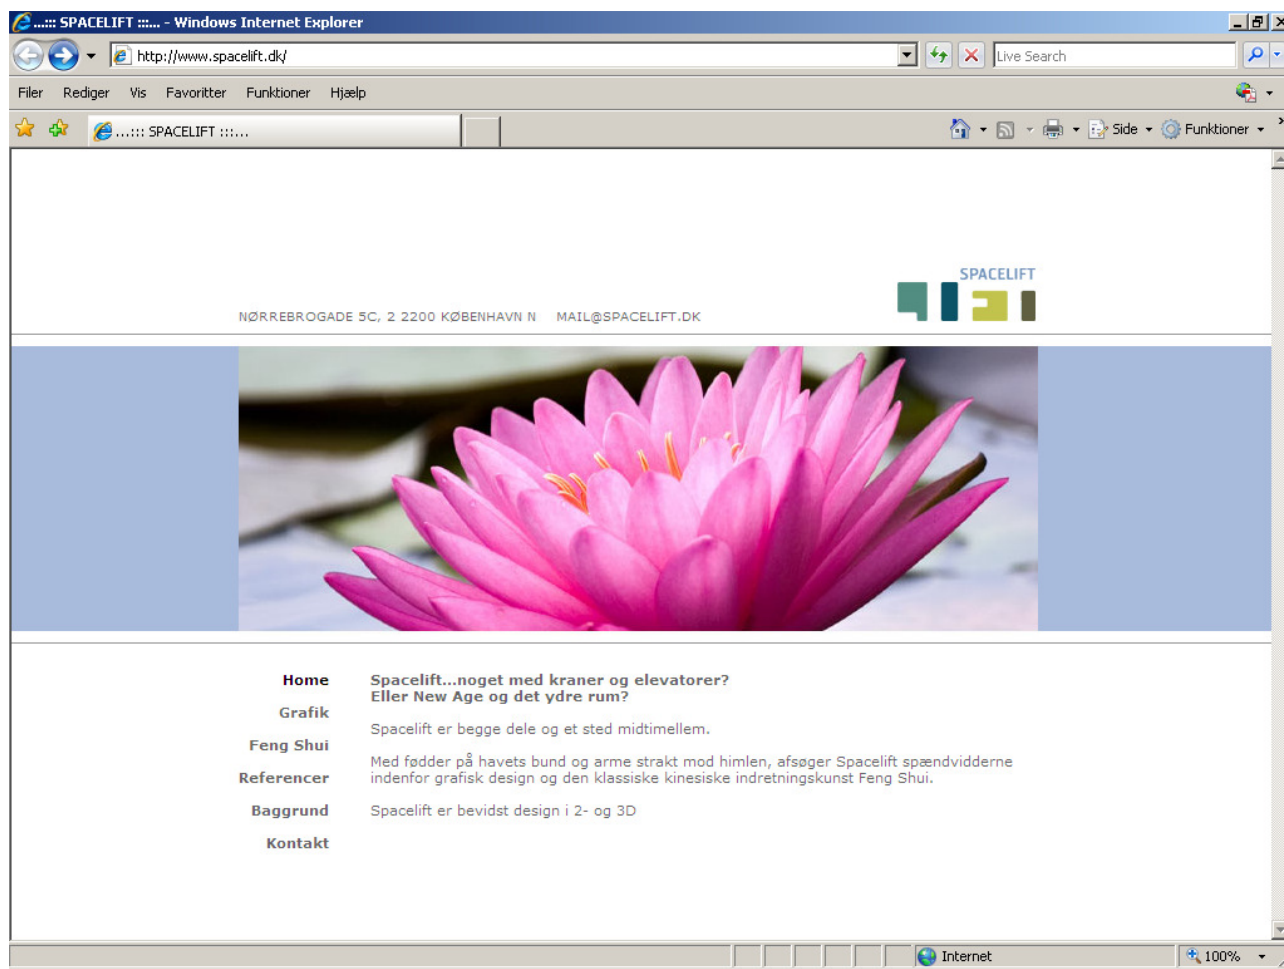 ...::: SPACELIFT :::... - Windows Internet Explorer
http://www.spacelift.dk/
Live Search
Filer Rediger Vis Favoritter Funktioner Hjælp
...::: SPACELIFT :::...
Side Funktioner
SPACELIFT
NØRREBROGADE 5C, 2 2200 KØBENHAVN N MAIL@SPACELIFT.DK
Home
Grafik
Feng Shui
Referencer
Baggrund
Kontakt
Spacelift...noget med kraner og elevatorer?
Eller New Age og det ydre rum?
Spacelift er begge dele og et sted midtimellem.
Med fødder på havets bund og arme strakt mod himlen, afsøger Spacelift spændvidderne
indenfor grafisk design og den klassiske kinesiske indretningskunst Feng Shui.
Spacelift er bevidst design i 2- og 3D
Internet
100%